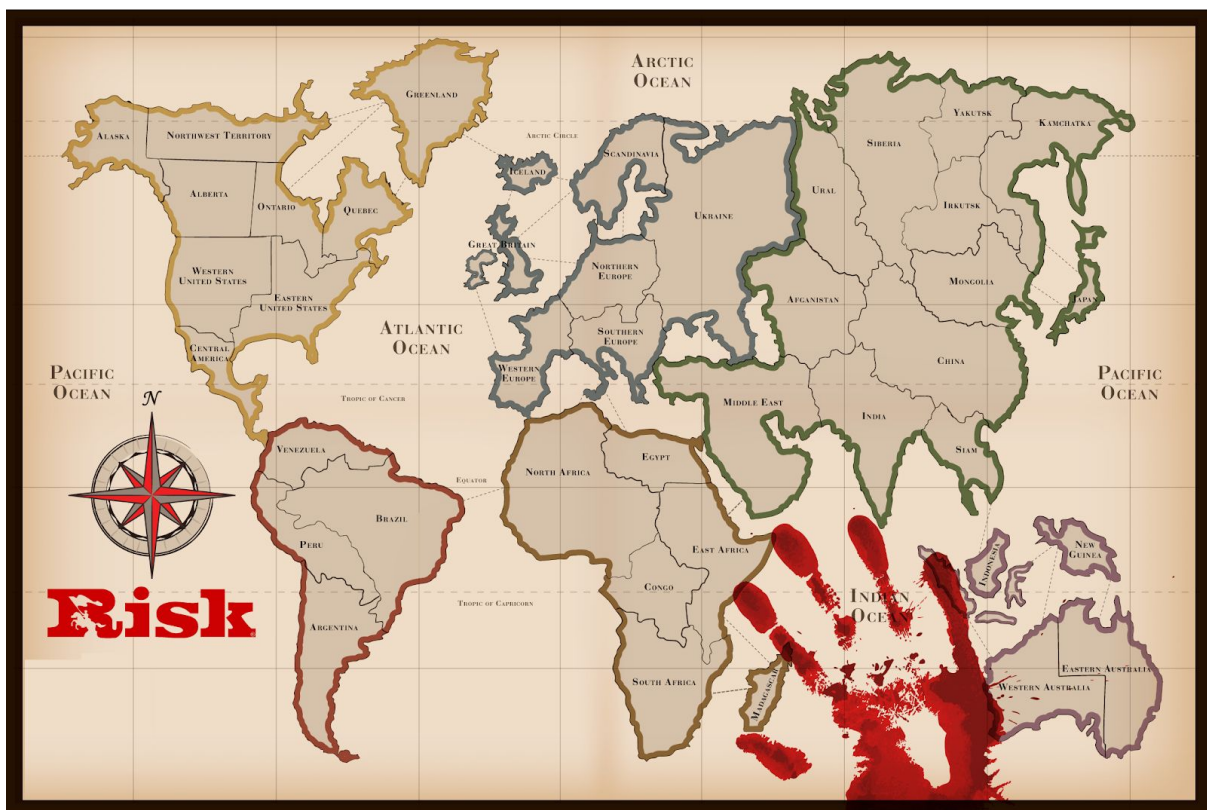 Arctic
Ocean
Greenland
Alaska
Northwest Territory
Arctic Circle
Yakutsk
Kamchatka
Scandinavia
Siberia
Iceland
Alberta
Ontario
Quebec
Ural
Irkutsk
Ukraine
Great Britain
Western
United States
Northern
Europe
Mongolia
Eastern
United States
Afganistan
Japan
Atlantic
Ocean
Southern
Europe
Central
America
China
Western
Europe
Pacific
Ocean
Pacific
Ocean
N
Tropic of Cancer
Middle East
India
Venezuela
Siam
North Africa
Egypt
Equator
Brazil
Peru
East Africa
Indonesia
New
Guinea
Congo
Risk
Tropic of Capricorn
Indian
Ocean
Argentina
South Africa
Madagascar
Eastern Australia
Western Australia